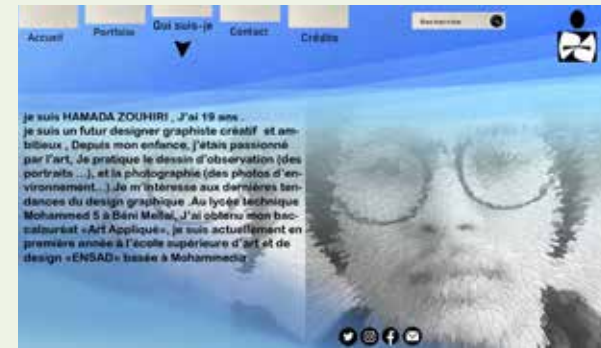 Accueil
Portfolio
Qui suis-je
Contact
Crédits
Recherche
je suis HAMADA ZOUHIRI , J'ai 19 ans .
je suis un futur designer graphiste créatif et am-
bitieux , Depuis mon enfance, j'étais passionné
par l'art, Je pratique le dessin d'observation (des
portraits ...), et la photographie (des photos d'en-
vironnement...) Je m'intéresse aux dernières ten-
dances du design graphique .Au lycée technique
Mohammed 5 à Béni Mellal, J'ai obtenu mon bac-
calauréat «Art Appliqué», je suis actuellement en
première année à l'école supérieure d'art et de
design «ENSAD» basée à Mohammedia